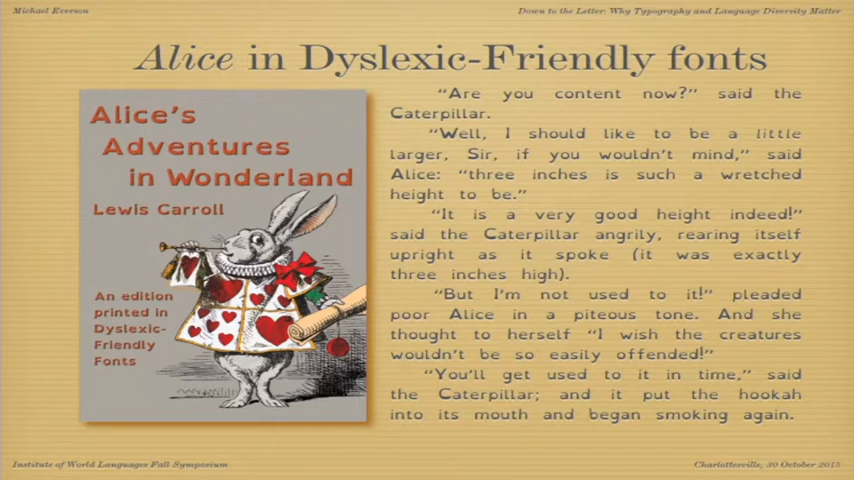 Michael Everson
Down to the Letter: Why Typography and Language Diversity Matter
Alice in Dyslexic-Friendly fonts
Alice's
Adventures
in Wonderland
Lewis Carroll
An edition
printed in
Dyslexic-
Friendly
Fonts
"Are you content now?" said the
Caterpillar.
"Well, I should like to be a little
larger, Sir, if you wouldn't mind," said
Alice: "three inches is such a wretched
height to be."
"It is a very good height indeed!"
said the Caterpillar angrily, rearing itself
upright as it spoke (it was exactly
three inches high).
"But I'm not used to it!" pleaded
poor Alice in a piteous tone. And she
thought to herself "I wish the creatures
wouldn't be so easily offended!"
"You'll get used to it in time," said
the Caterpillar; and it put the hookah
into its mouth and began smoking again.
Institute of World Languages Fall Symposium
Charlottesville, 30 October 2015